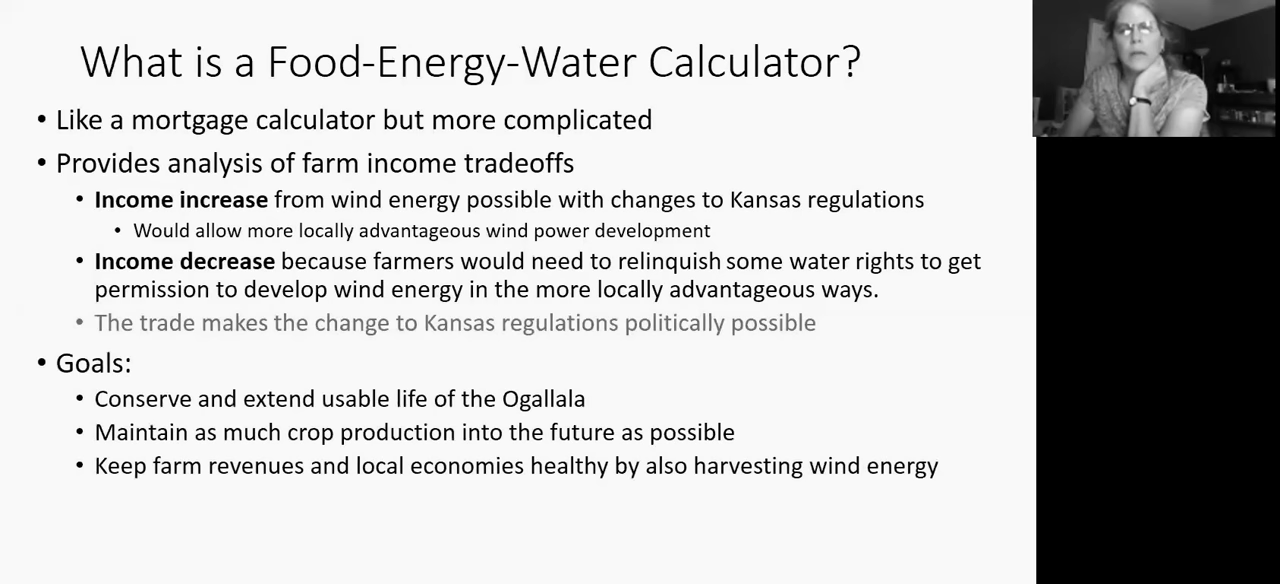 What is a Food-Energy-Water Calculator?
• Like a mortgage calculator but more complicated
• Provides analysis of farm income tradeoffs
• Income increase from wind energy possible with changes to Kansas regulations
• Would allow more locally advantageous wind power development
• Income decrease because farmers would need to relinquish some water rights to get
permission to develop wind energy in the more locally advantageous ways.
• The trade makes the change to Kansas regulations politically possible
• Goals:
• Conserve and extend usable life of the Ogallala
• Maintain as much crop production into the future as possible
• Keep farm revenues and local economies healthy by also harvesting wind energy